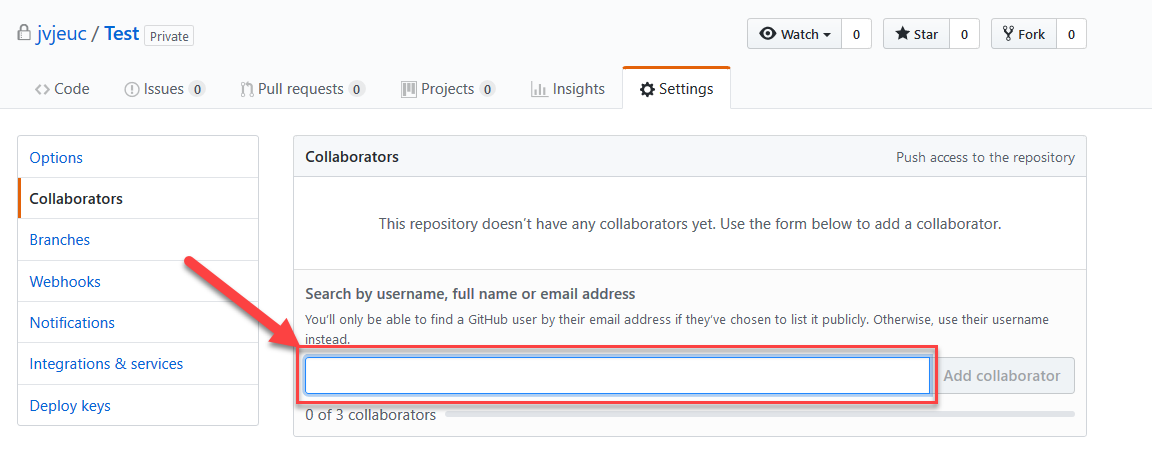 jvjeuc / Test Private
Watch 0 Star 0 Fork 0
Code Issues 0 Pull requests 0 Projects 0 Insights Settings
Options
Collaborators
Branches
Webhooks
Notifications
Integrations & services
Deploy keys
Collaborators Push access to the repository
This repository doesn’t have any collaborators yet. Use the form below to add a collaborator.
Search by username, full name or email address
You’ll only be able to find a GitHub user by their email address if they’ve chosen to list it publicly. Otherwise, use their username
instead.
Add collaborator
0 of 3 collaborators